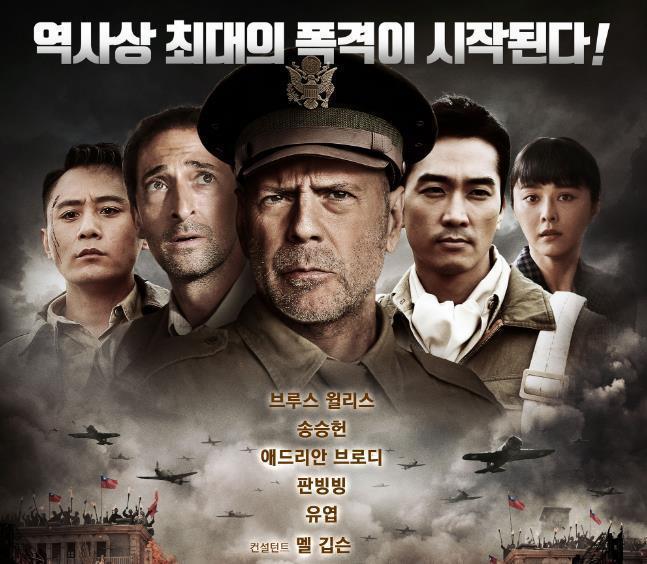 역사상 최대의 폭격이 시작된다!
브루스 윌리스
송승헌
애드리안 브로디
판빙빙
유엽
컨설턴트 멜 깁슨